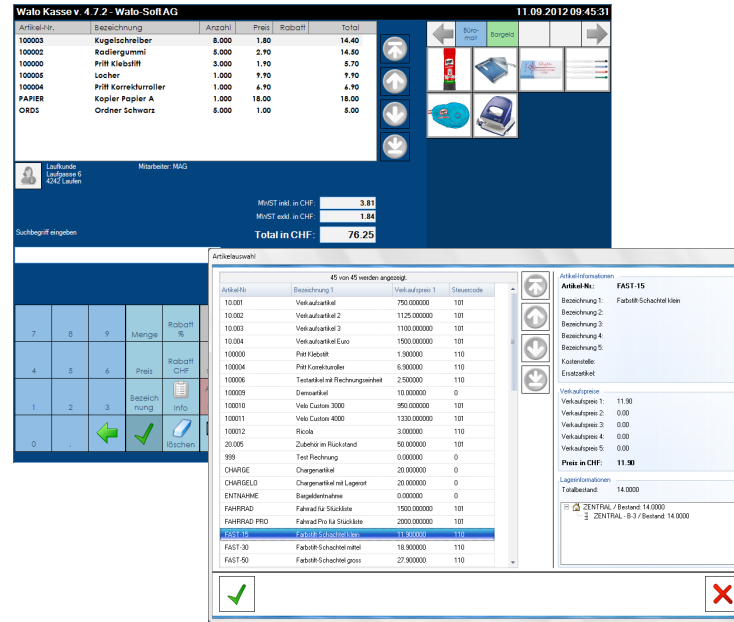 Walo Kasse v. 4.7.2 - Walo-Soft AG 11.09.2012 09:45:31
Artikel-Nr. Bezeichnung Anzahl Preis Rabatt Total
100003 Kugelschreiber 8.000 1.80 14.40
100002 Radiergummi 5.000 2.90 14.50
100000 Pritt Klebstift 3.000 1.90 5.70
100005 Locher 1.000 9.90 9.90
100004 Pritt Korrekturroller 1.000 6.90 6.90
PAPIER Kopier Papier A 1.000 18.00 18.00
ORDS Ordner Schwarz 5.000 1.00 5.00
Büro-
mat
Bargeld
Laufkunde Mitarbeiter: MAG
Laufgasse 6
4242 Laufen
MWST inkl. in CHF: 3.81
MWST exkl. in CHF: 1.84
Suchbegriff eingeben
Total in CHF: 76.25
7 8 9 Menge Rabatt %
4 5 6 Preis Rabatt CHF
1 2 3 Bezeich nung Info
0 . löschen
Artikelauswahl
45 von 45 werden angezeigt.
Artikel-Nr Bezeichnung 1 Verkaufspreis 1 Steuercode
10.001 Verkaufsartikel 750.000000 101
10.002 Verkaufsartikel 2 1125.000000 101
10.003 Verkaufsartikel 3 1100.000000 101
10.004 Verkaufsartikel Euro 1500.000000 101
100000 Pritt Klebstift 1.900000 110
100004 Pritt Korrekturroller 6.900000 110
100006 Testartikel mit Rechnungseinheit 2.500000 110
100009 Demoartikel 10.000000 0
100010 Velo Custom 3000 950.000000 101
100011 Velo Custom 4000 1330.000000 101
100012 Ricola 3.000000 110
20.005 Zubehör im Rückstand 50.000000 101
999 Test Rechnung 0.000000 0
CHARGE Chargenartikel 20.000000 0
CHARGELO Chargenartikel mit Lagerort 20.000000 0
ENTNAHME Bargeldentnahme 0.000000 0
FAHRRAD Fahrrad für Stückliste 1500.000000 101
FAHRRAD PRO Fahrrad Pro für Stückliste 2000.000000 101
FAST-15 Farbstift-Schachtel klein 11.900000 110
FAST-30 Farbstift-Schachtel mittel 18.900000 110
FAST-50 Farbstift-Schachtel gross 27.900000 110
Artikel-Informationen
Artikel-Nr.: FAST-15
Bezeichnung 1: Farbstift-Schachtel klein
Bezeichnung 2:
Bezeichnung 3:
Bezeichnung 4:
Bezeichnung 5:
Kostenstelle:
Ersatzartikel:
Verkaufspreise
Verkaufspreis 1: 11.90
Verkaufspreis 2: 0.00
Verkaufspreis 3: 0.00
Verkaufspreis 4: 0.00
Verkaufspreis 5: 0.00
Preis in CHF: 11.90
Lagerinformationen
Totalbestand: 14.0000
ZENTRAL / Bestand: 14.0000
ZENTRAL - B-3 / Bestand: 14.0000